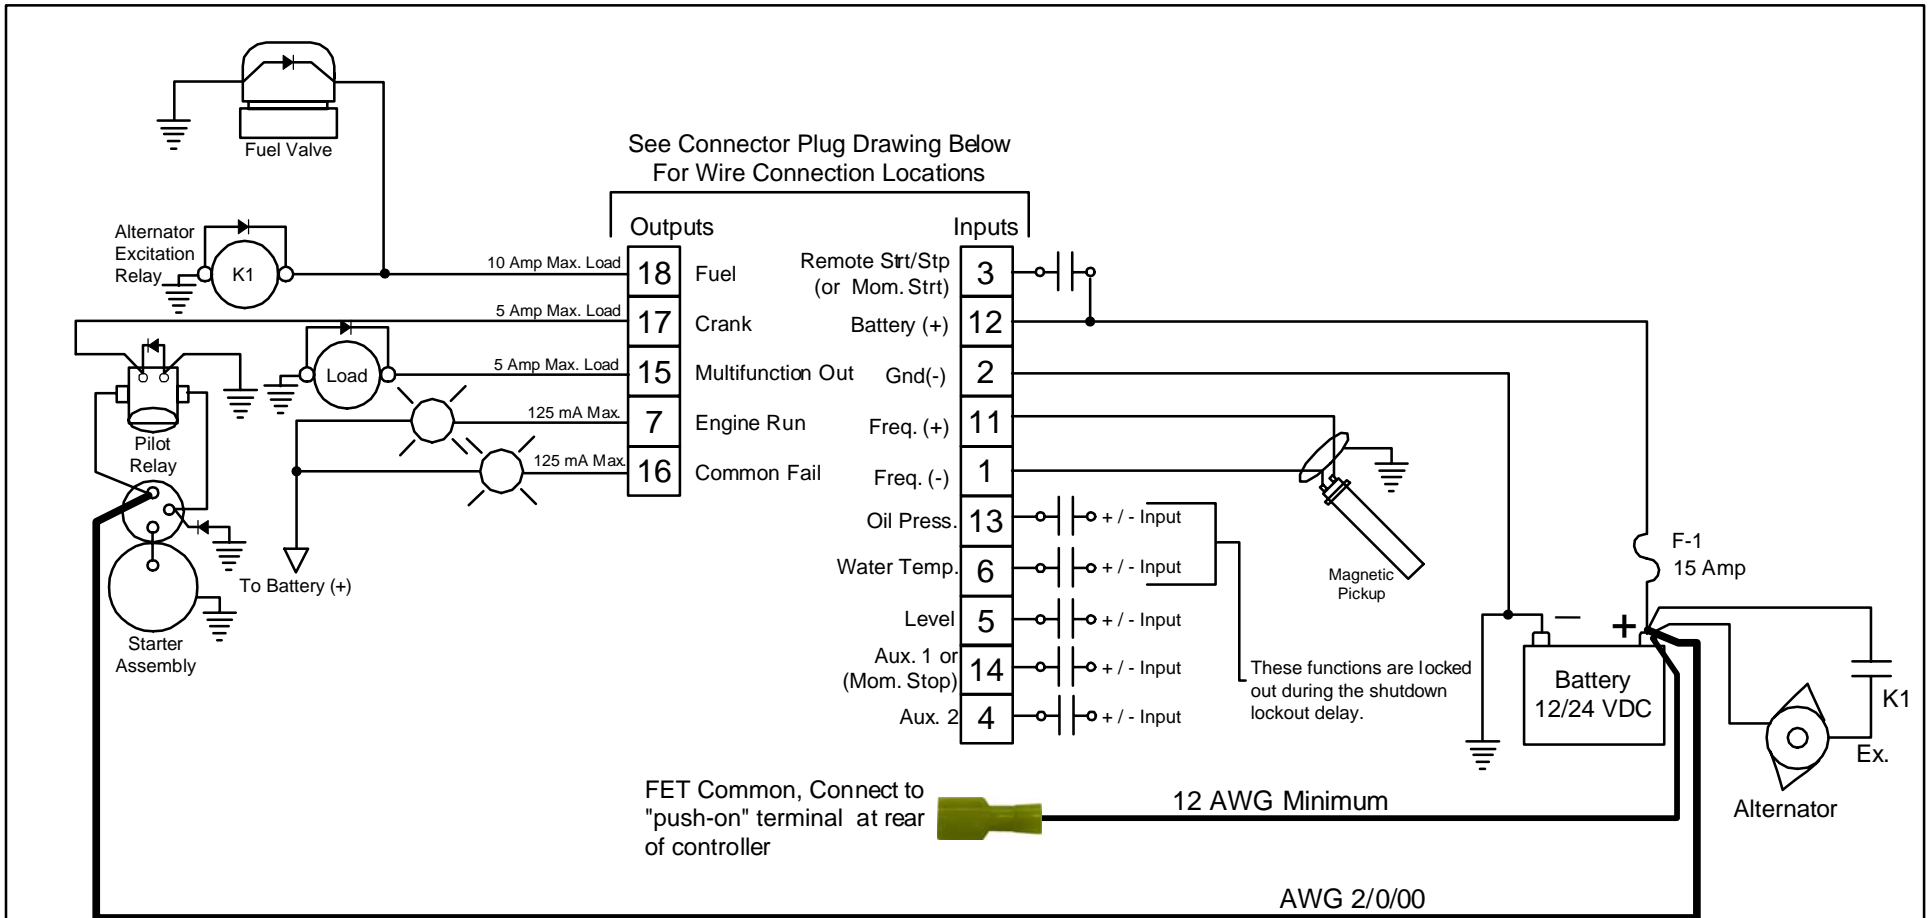 See Connector Plug Drawing Below
For Wire Connection Locations
Fuel Valve
Alternator
Excitation
Relay
K1
Outputs
10 Amp Max. Load
18
Fuel
5 Amp Max. Load
17
Crank
5 Amp Max. Load
15
Multifunction Out
125 mA Max.
7
Engine Run
125 mA Max.
16
Common Fail
Load
Pilot
Relay
To Battery (+)
Starter
Assembly
Inputs
Remote Strt/Stp
(or Mom. Strt)
3
Battery (+)
12
Gnd(-)
2
Freq. (+)
11
Freq. (-)
1
Oil Press.
13
+ / - Input
Water Temp.
6
+ / - Input
Level
5
+ / - Input
Aux. 1 or
(Mom. Stop)
14
+ / - Input
Aux. 2
4
+ / - Input
These functions are locked
out during the shutdown
lockout delay.
Magnetic
Pickup
F-1
15 Amp
— +
Battery
12/24 VDC
K1
Ex.
Alternator
FET Common, Connect to
"push-on" terminal at rear
of controller
12 AWG Minimum
AWG 2/0/00